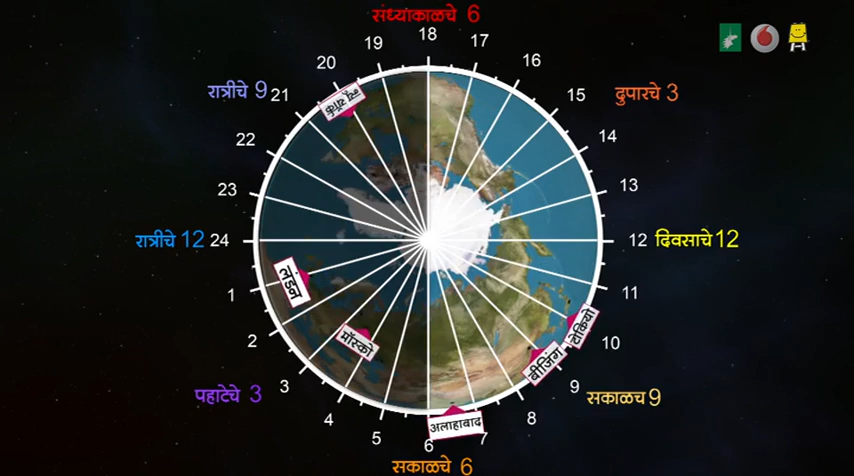 संध्याकाळचे 6
18
19
17
20
16
रात्रीचे 9 21
न्यू यॉर्क
15 दुपारचे 3
22
14
23
13
रात्रीचे 12 24
12 दिवसाचे 12
1
लंडन
11
2
मॉस्को
टोकियो
10
बीजिंग
पहाटेचे 3
3
9
सकाळच 9
4
8
5
अलाहाबाद
6
7
सकाळचे 6